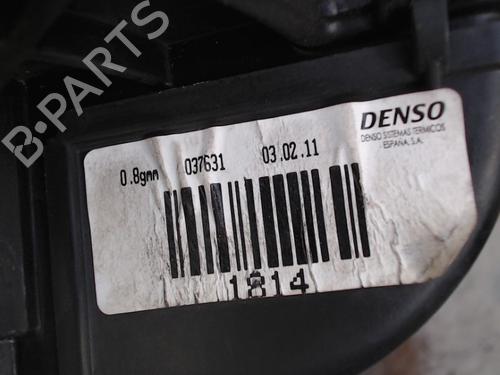 B·PARTS
DENSO
DENSO SISTEMAS TERMICOS
ESPAÑA, S.A.
0.8gmm 037631 03.02.11
1814